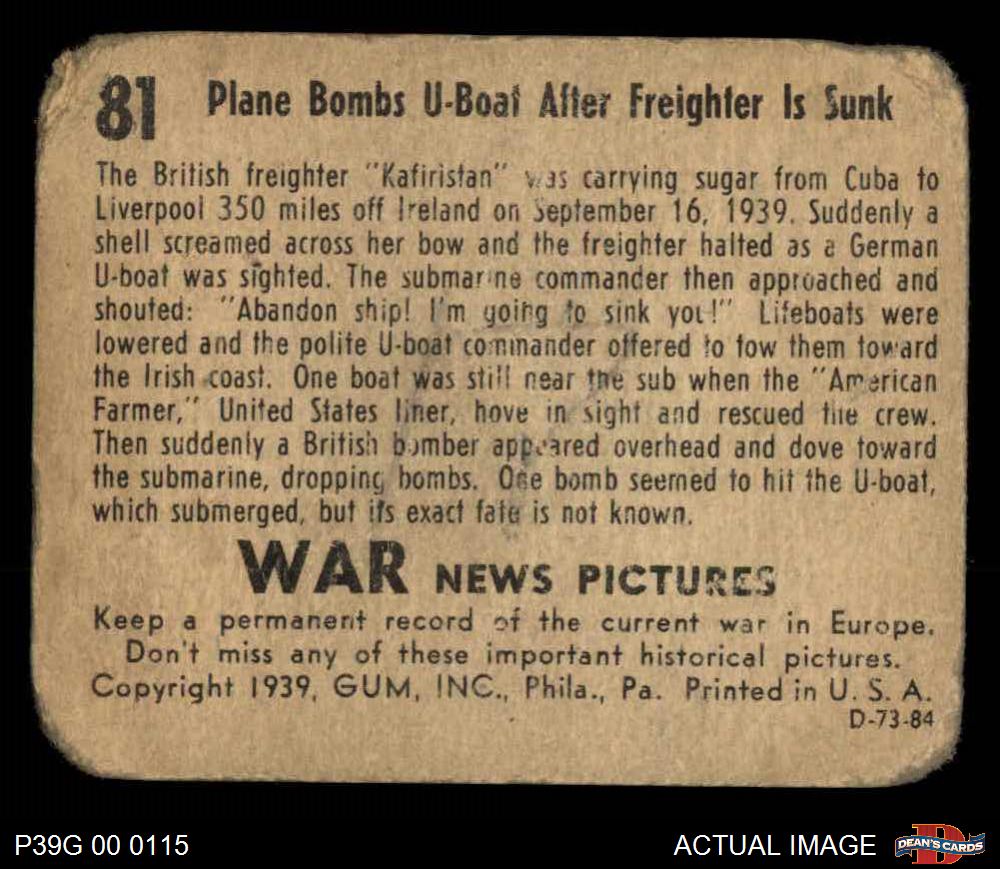 81 Plane Bombs U-Boat After Freighter Is Sunk
The British freighter "Kafiristan" was carrying sugar from Cuba to
Liverpool 350 miles off Ireland on September 16, 1939. Suddenly a
shell screamed across her bow and the freighter halted as a German
U-boat was sighted. The submarine commander then approached and
shouted: "Abandon ship! I'm going to sink you!" Lifeboats were
lowered and the polite U-boat commander offered to tow them toward
the Irish coast. One boat was still near the sub when the "American
Farmer," United States liner, hove in sight and rescued the crew.
Then suddenly a British bomber appeared overhead and dove toward
the submarine, dropping bombs. One bomb seemed to hit the U-boat,
which submerged, but its exact fate is not known.
WAR NEWS PICTURES
Keep a permanent record of the current war in Europe.
Don't miss any of these important historical pictures.
Copyright 1939, GUM, INC., Phila., Pa. Printed in U. S. A.
D-73-84
P39G 00 0115
ACTUAL IMAGE
D
DEAN'S CARDS